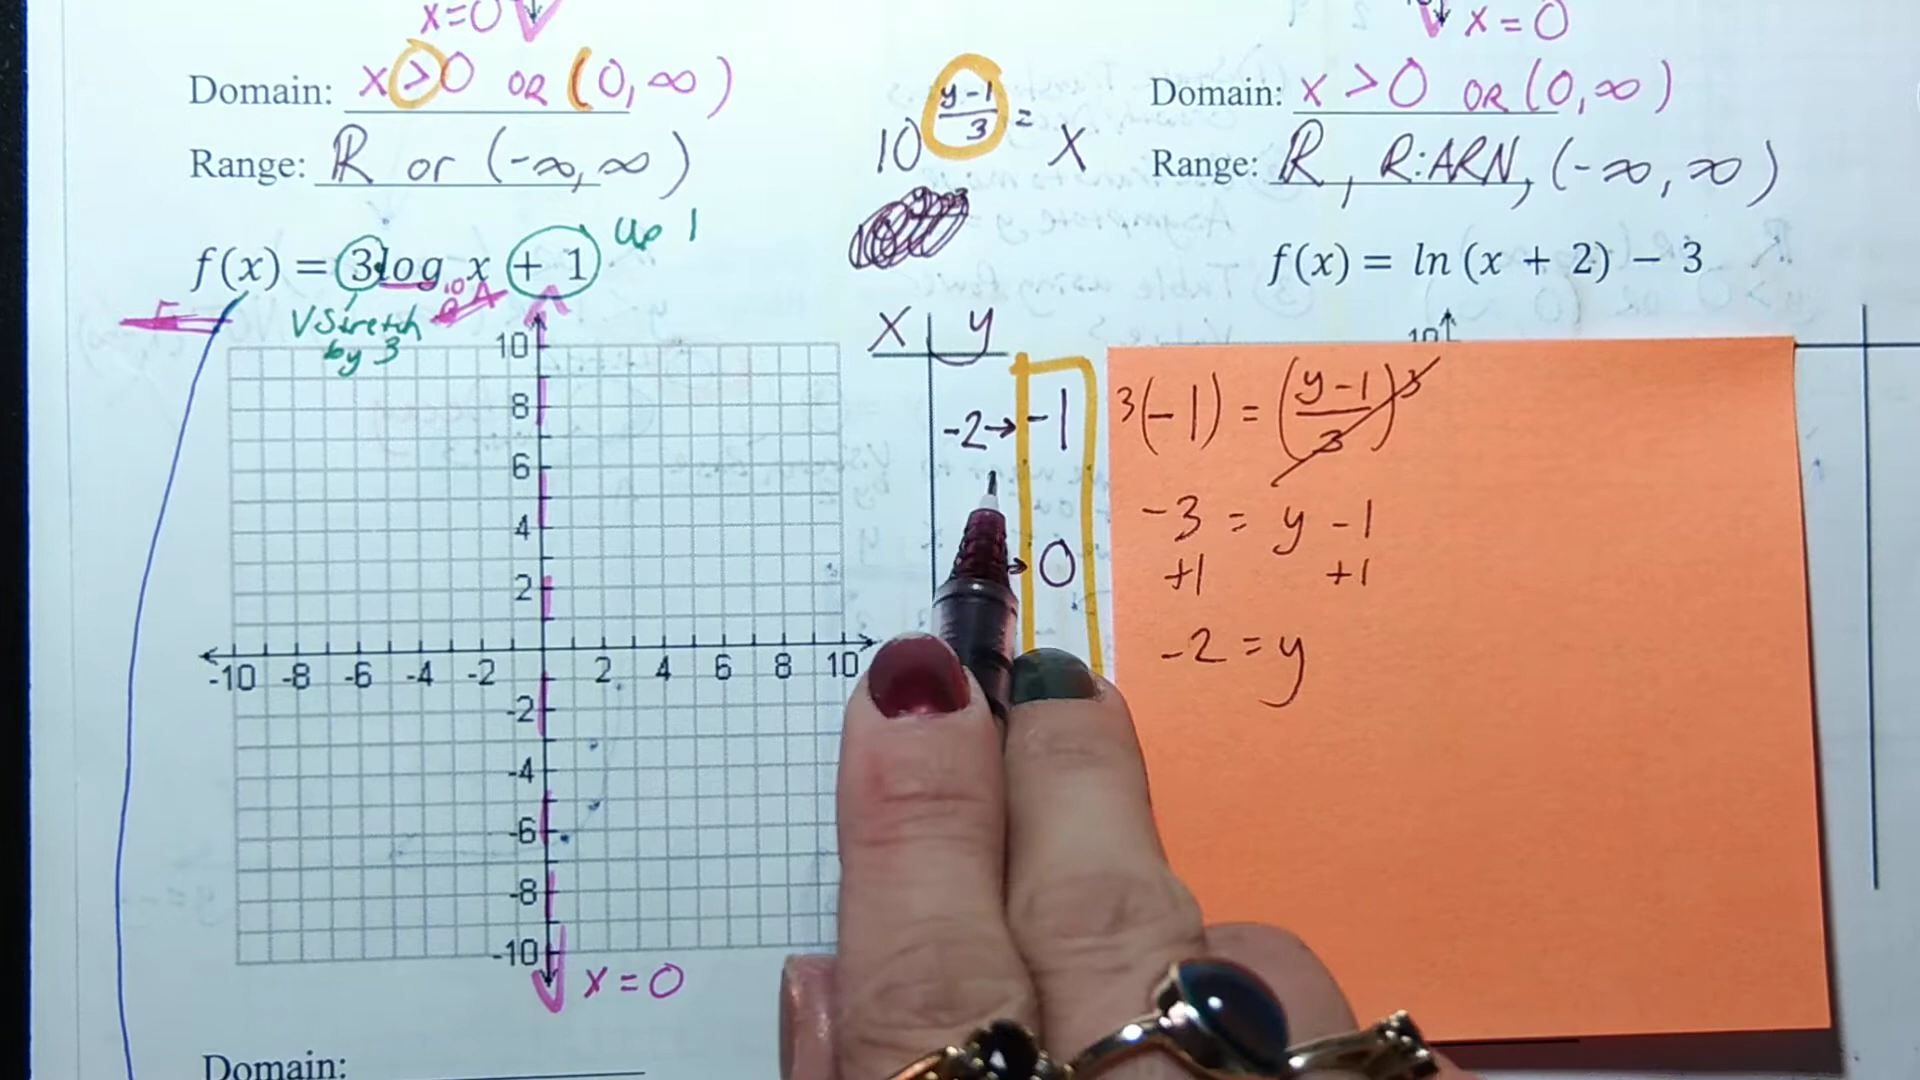 x=0
x = 0
Domain: x > 0 OR (0, ∞)
Range: ℝ or (-∞, ∞)
10^((y-1)/3) = x
Domain: x > 0 OR (0, ∞)
Range: ℝ, R:ARN, (-∞, ∞)
f(x) = 3log₁₀ x + 1
up 1
VStretch
by 3
f(x) = ln (x + 2) − 3
10
x y
-2 → -1
→ 0
10
8
6
4
2
-10 -8 -6 -4 -2 2 4 6 8 10
-2
-4
-6
-8
-10
x = 0
3(-1) = ((y-1)/3)3
-3 = y - 1
+1 +1
-2 = y
Domain: